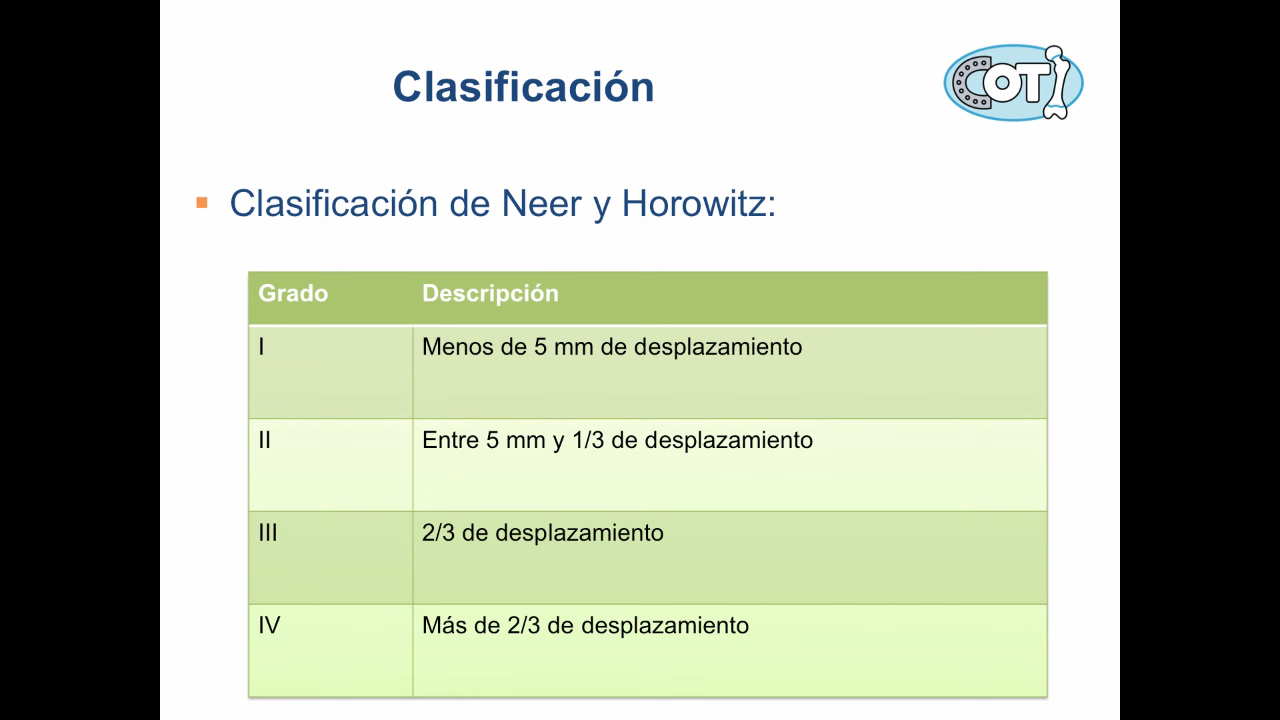 Clasificación
COTI
Clasificación de Neer y Horowitz:
Grado Descripción
I Menos de 5 mm de desplazamiento
II Entre 5 mm y 1/3 de desplazamiento
III 2/3 de desplazamiento
IV Más de 2/3 de desplazamiento